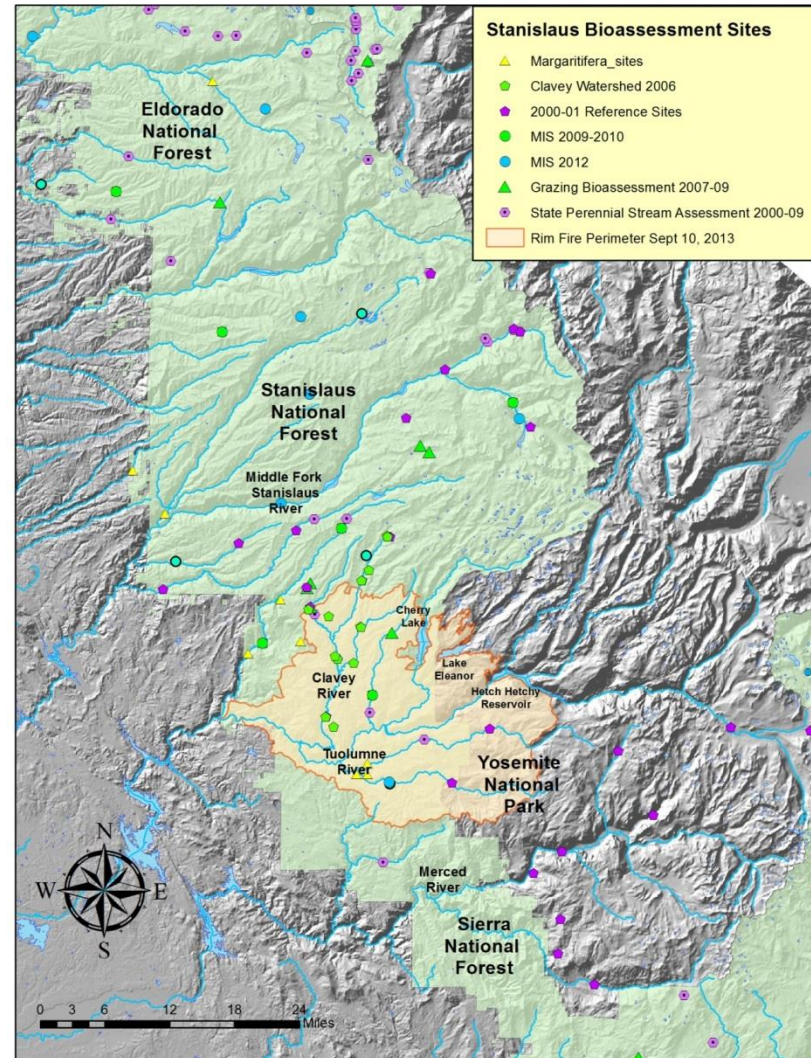 Stanislaus Bioassessment Sites
Margaritifera_sites
Clavey Watershed 2006
2000-01 Reference Sites
MIS 2009-2010
MIS 2012
Grazing Bioassessment 2007-09
State Perennial Stream Assessment 2000-09
Rim Fire Perimeter Sept 10, 2013
Eldorado
National
Forest
Stanislaus
National
Forest
Middle Fork
Stanislaus
River
Cherry
Lake
Lake
Eleanor
Hetch Hetchy
Reservoir
Clavey
River
Tuolumne
River
Yosemite
National
Park
Merced
River
Sierra
National
Forest
N
W
E
S
0 3 6 12 18 24
Miles